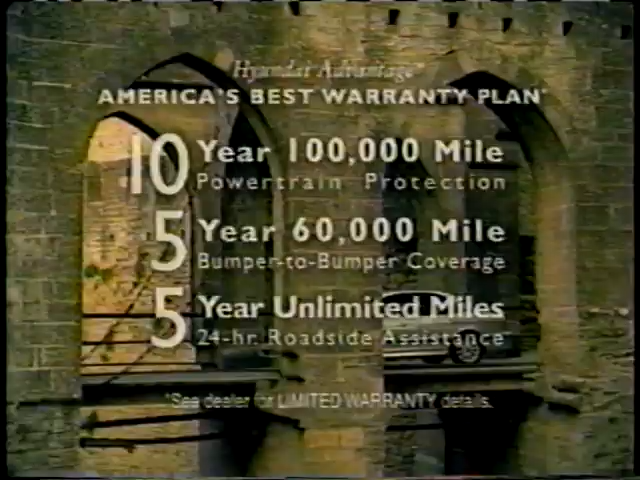 Hyundai Advantage™
AMERICA'S BEST WARRANTY PLAN*
10 Year 100,000 Mile
Powertrain Protection
5 Year 60,000 Mile
Bumper-to-Bumper Coverage
5 Year Unlimited Miles
24-hr. Roadside Assistance
*See dealer for LIMITED WARRANTY details.